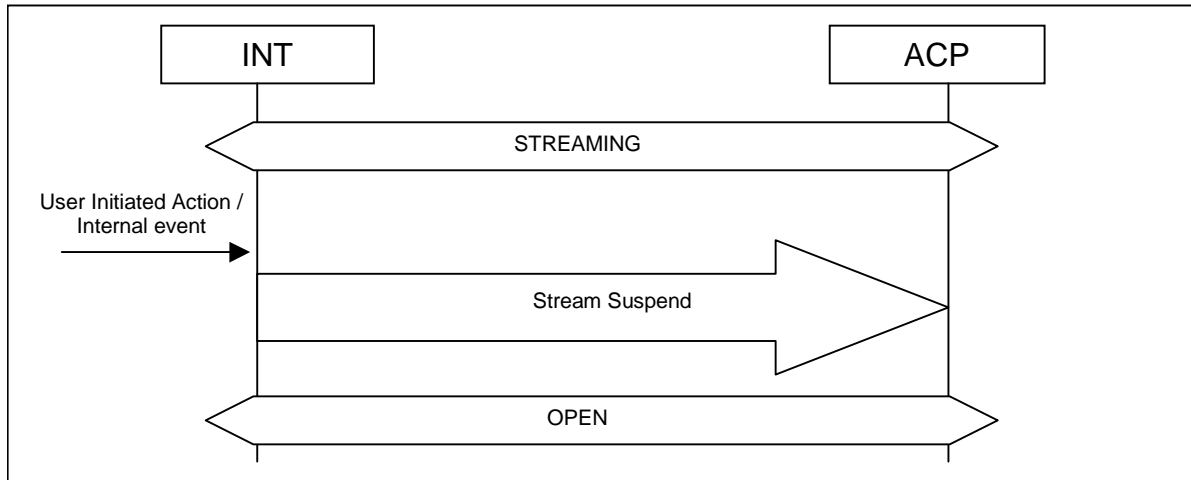 INT
ACP
STREAMING
User Initiated Action /
Internal event
Stream Suspend
OPEN